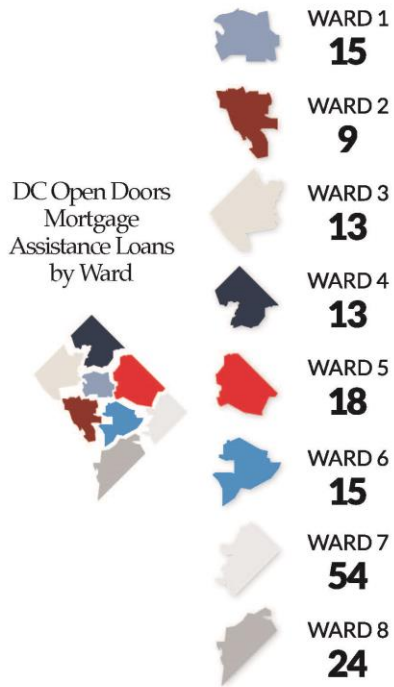 DC Open Doors
Mortgage
Assistance Loans
by Ward
WARD 1
15
WARD 2
9
WARD 3
13
WARD 4
13
WARD 5
18
WARD 6
15
WARD 7
54
WARD 8
24